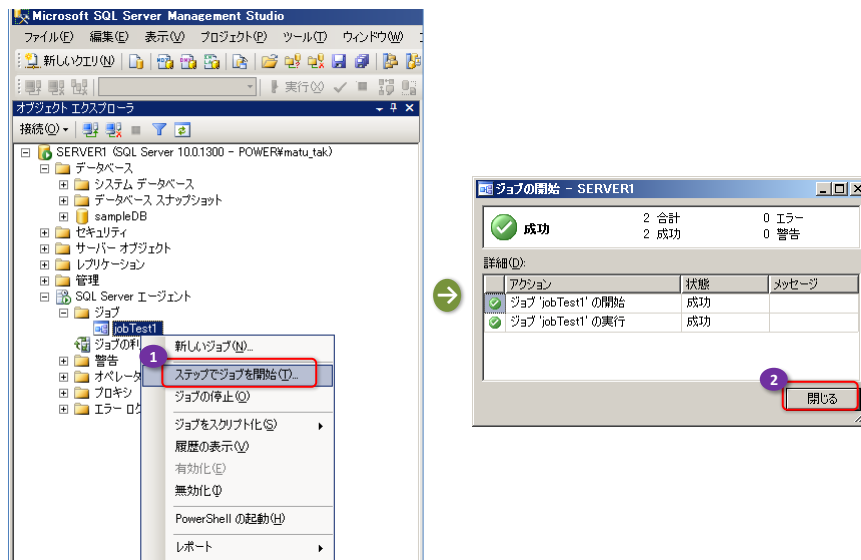 Microsoft SQL Server Management Studio
ファイル(F) 編集(E) 表示(V) プロジェクト(P) ツール(T) ウィンドウ(W)
新しいクエリ(N)
実行(X)
オブジェクト エクスプローラ
接続(O)
SERVER1 (SQL Server 10.0.1300 - POWER¥matu_tak)
データベース
システム データベース
データベース スナップショット
sampleDB
セキュリティ
サーバー オブジェクト
レプリケーション
管理
SQL Server エージェント
ジョブ
jobTest1
ジョブの利
警告
オペレータ
プロキシ
エラー ログ
1
新しいジョブ(N)...
ステップでジョブを開始(T)...
ジョブの停止(O)
ジョブをスクリプト化(S)
履歴の表示(V)
有効化(E)
無効化(I)
PowerShell の起動(H)
レポート
ジョブの開始 - SERVER1
成功
2 合計 0 エラー
2 成功 0 警告
詳細(D):
アクション 状態 メッセージ
ジョブ 'jobTest1' の開始 成功
ジョブ 'jobTest1' の実行 成功
2
閉じる